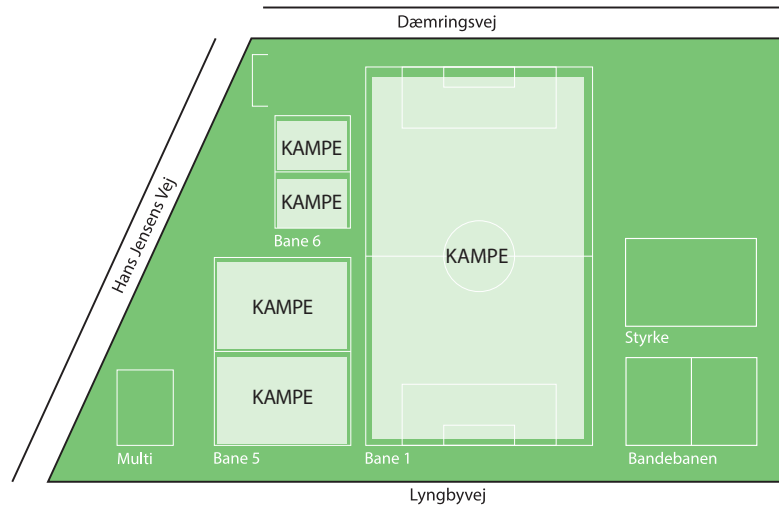 Dæmringsvej
Hans Jensens Vej
KAMPE
KAMPE
Bane 6
KAMPE
KAMPE
KAMPE
Styrke
Multi
Bane 5
Bane 1
Bandebanen
Lyngbyvej